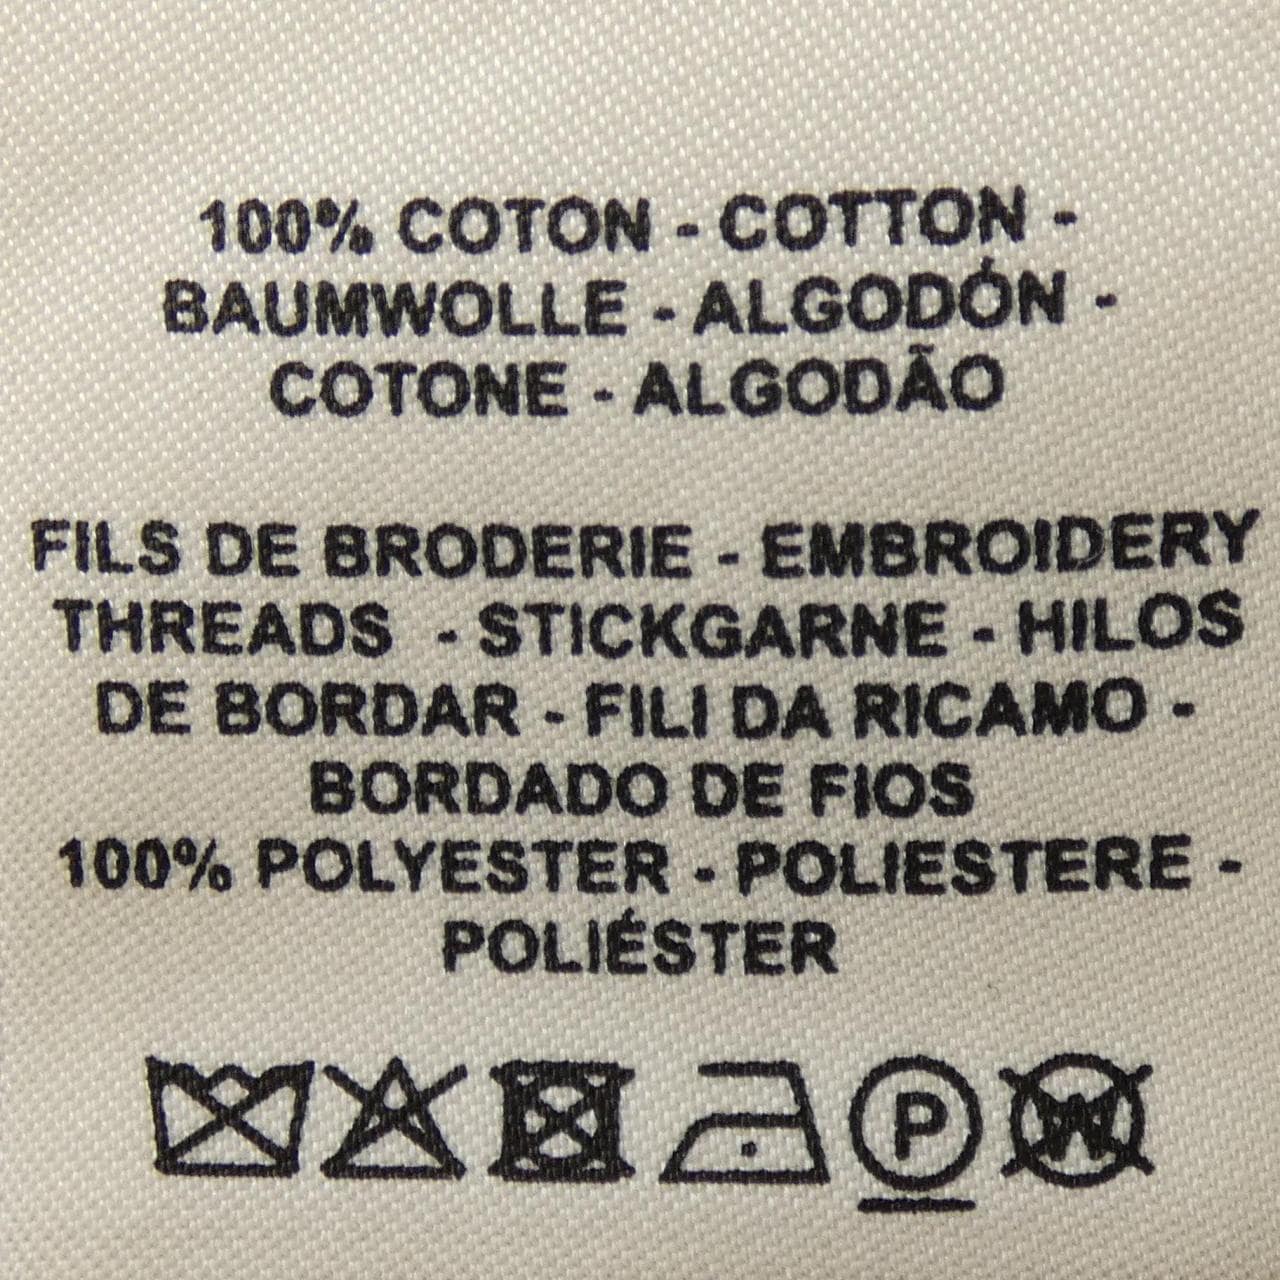 100% COTON - COTTON -
BAUMWOLLE - ALGODÓN -
COTONE - ALGODÃO
FILS DE BRODERIE - EMBROIDERY
THREADS - STICKGARNE - HILOS
DE BORDAR - FILI DA RICAMO -
BORDADO DE FIOS
100% POLYESTER - POLIESTERE -
POLIÉSTER
P W